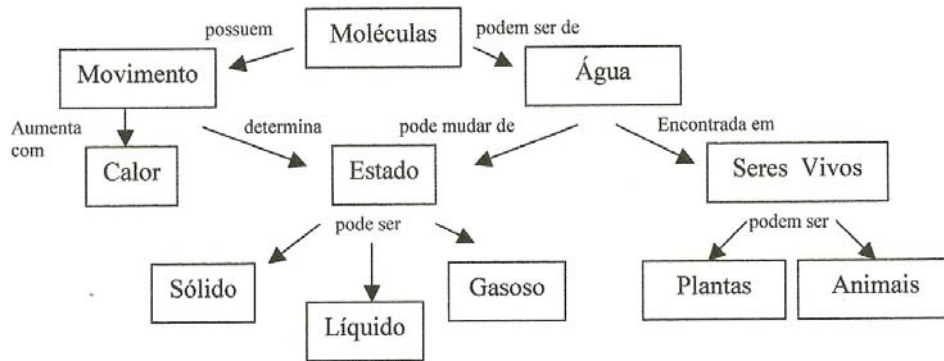 possuem
Moléculas
podem ser de
Movimento
Água
Aumenta
com
determina
pode mudar de
Encontrada em
Calor
Estado
Seres Vivos
pode ser
podem ser
Sólido
Líquido
Gasoso
Plantas
Animais